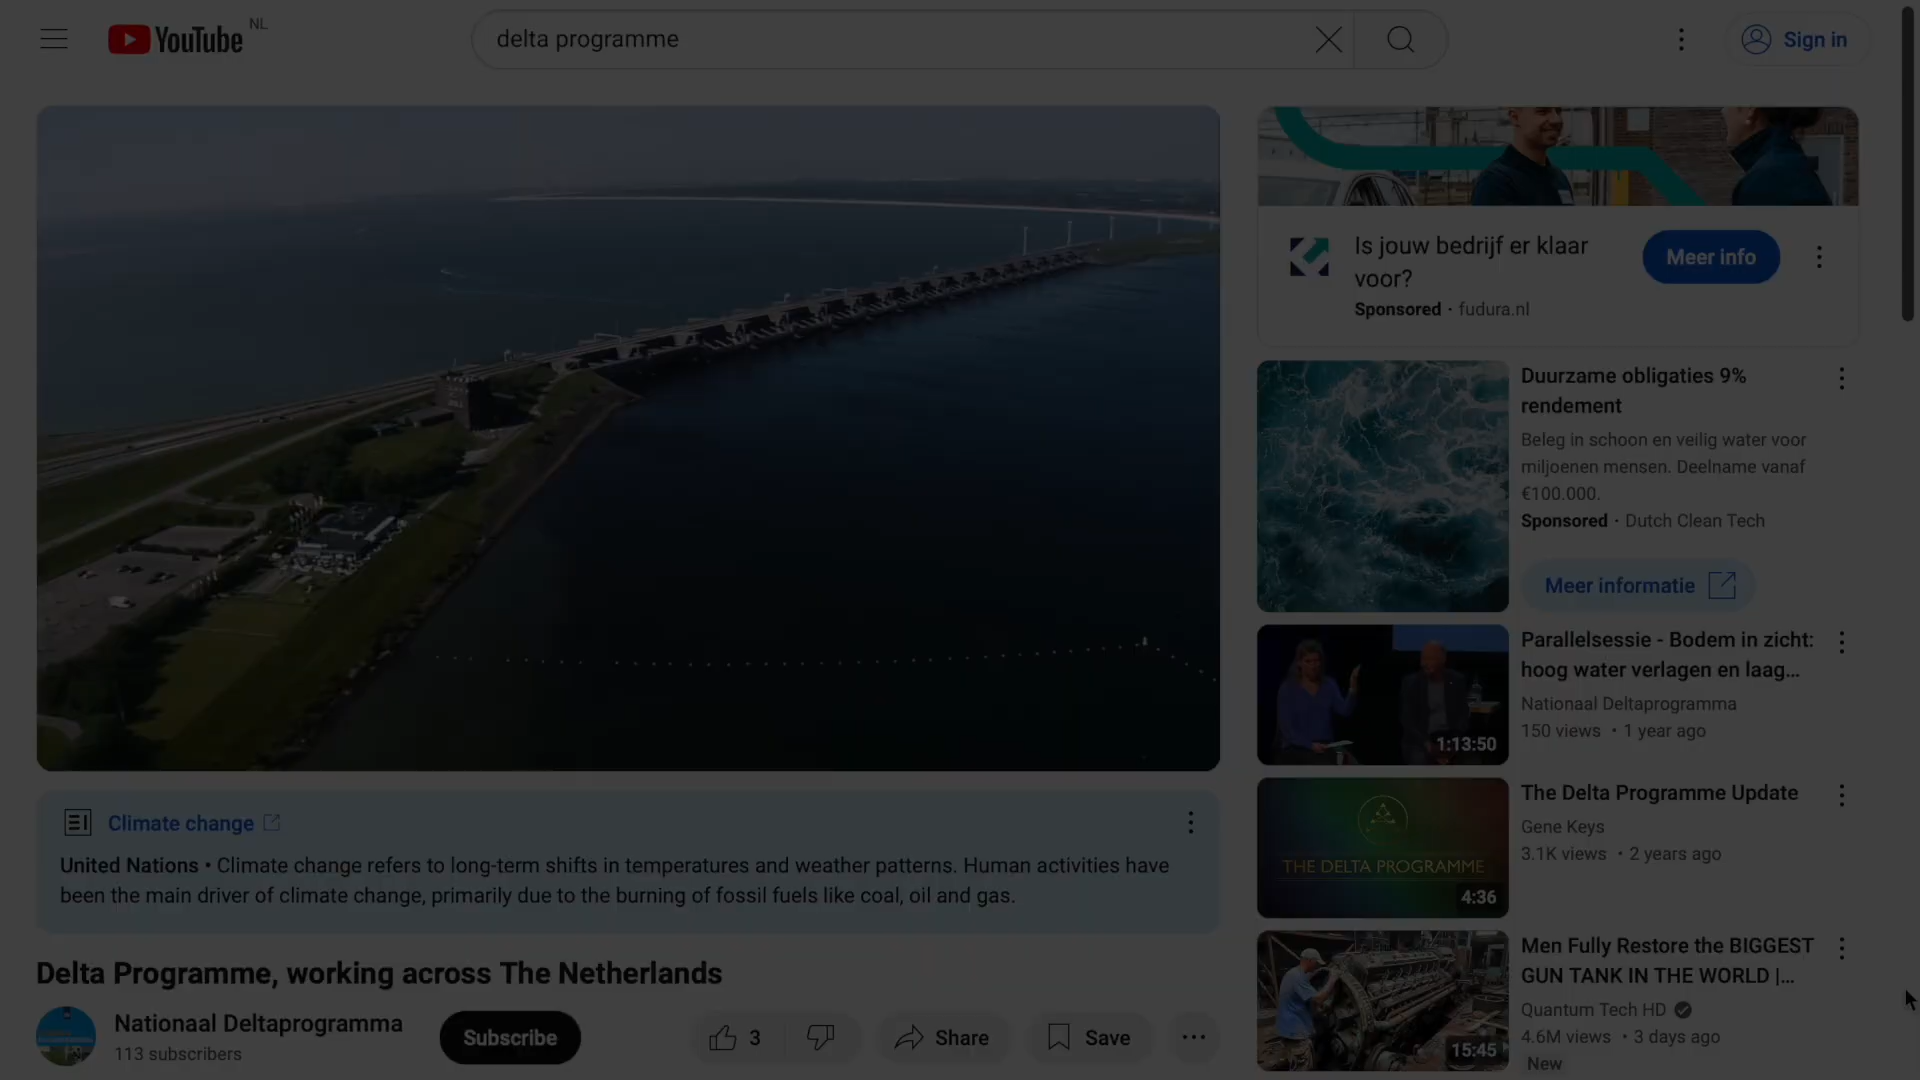 YouTube NL
delta programme
Sign in
Is jouw bedrijf er klaar
voor?
Sponsored · fudura.nl
Meer info
Duurzame obligaties 9%
rendement
Beleg in schoon en veilig water voor
miljoenen mensen. Deelname vanaf
€100.000.
Sponsored · Dutch Clean Tech
Meer informatie
Parallelsessie - Bodem in zicht:
hoog water verlagen en laag...
Nationaal Deltaprogramma
150 views • 1 year ago
1:13:50
The Delta Programme Update
Gene Keys
3.1K views • 2 years ago
THE DELTA PROGRAMME
4:36
Men Fully Restore the BIGGEST
GUN TANK IN THE WORLD |...
Quantum Tech HD
4.6M views • 3 days ago
New
15:45
Climate change
United Nations • Climate change refers to long-term shifts in temperatures and weather patterns. Human activities have
been the main driver of climate change, primarily due to the burning of fossil fuels like coal, oil and gas.
Delta Programme, working across The Netherlands
Nationaal Deltaprogramma
113 subscribers
Subscribe
3
Share
Save